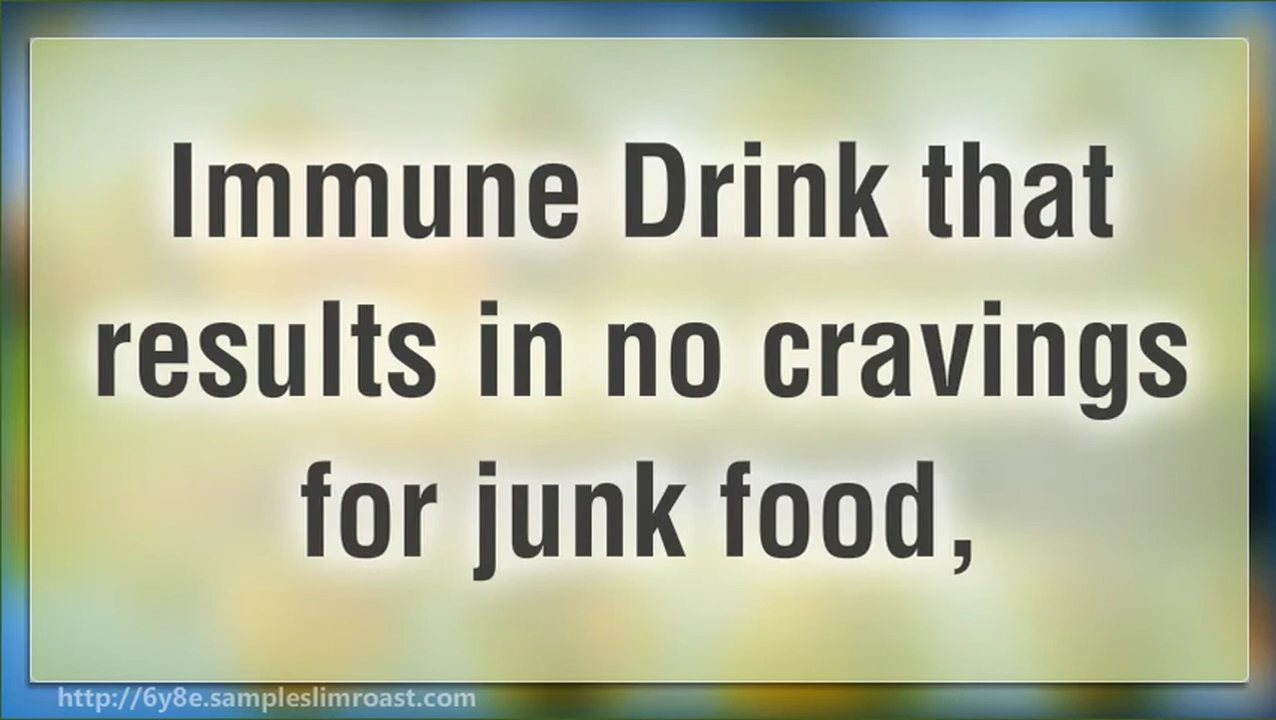 Immune Drink that
results in no cravings
for junk food,
http://6y8e.sampleslimroast.com